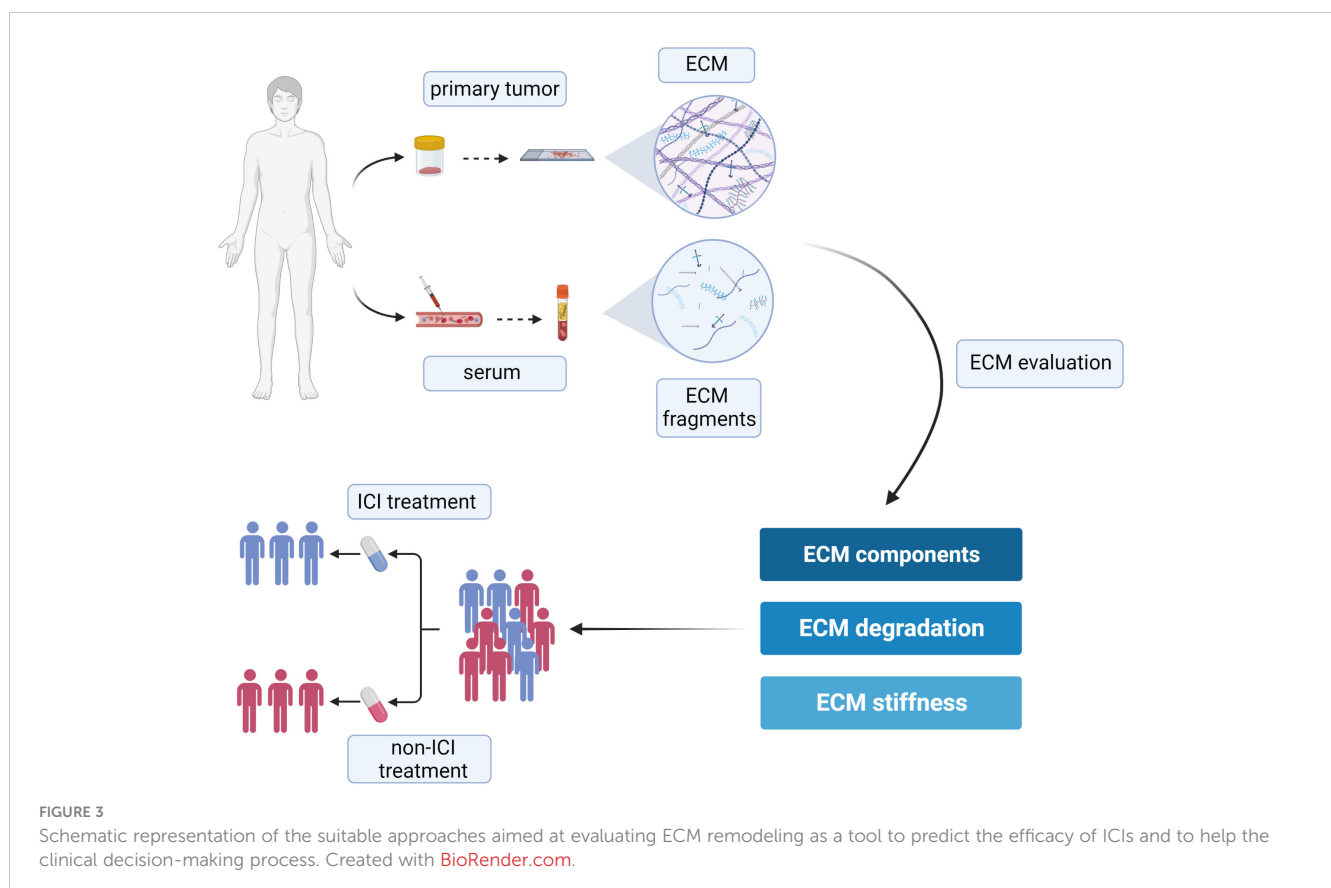 primary tumor
ECM
serum
ECM
fragments
ECM evaluation
ICI treatment
non-ICI
treatment
ECM components
ECM degradation
ECM stiffness
FIGURE 3
Schematic representation of the suitable approaches aimed at evaluating ECM remodeling as a tool to predict the efficacy of ICIs and to help the
clinical decision-making process. Created with BioRender.com.